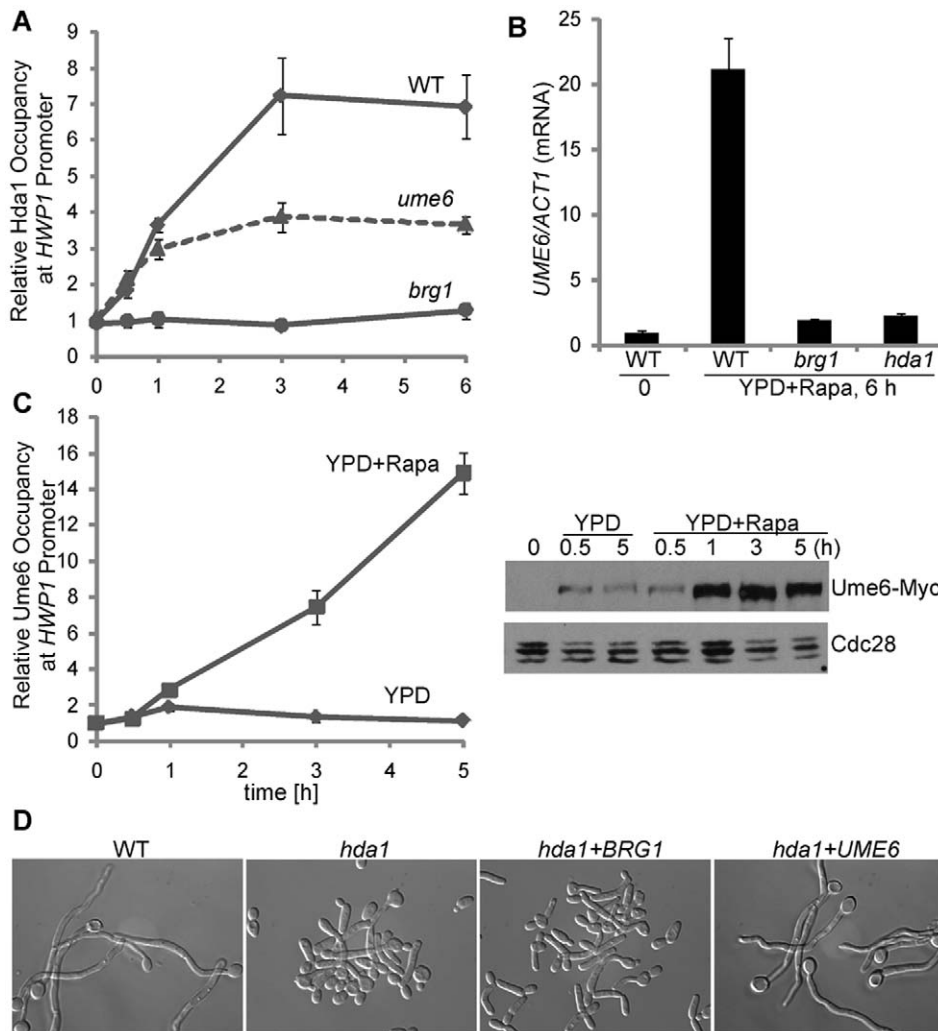 A
Relative Hda1 Occupancy
at HWP1 Promoter
9
8
7
6
5
4
3
2
1
0
WT
ume6
brg1
0 1 2 3 4 5 6
B
UME6/ACT1 (mRNA)
25
20
15
10
5
0
WT WT brg1 hda1
0 YPD+Rapa, 6 h
C
Relative Ume6 Occupancy
at HWP1 Promoter
18
16
14
12
10
8
6
4
2
0
YPD+Rapa
YPD
0 1 2 3 4 5
time [h]
YPD YPD+Rapa
0 0.5 5 0.5 1 3 5 (h)
Ume6-Myc
Cdc28
D
WT hda1 hda1+BRG1 hda1+UME6